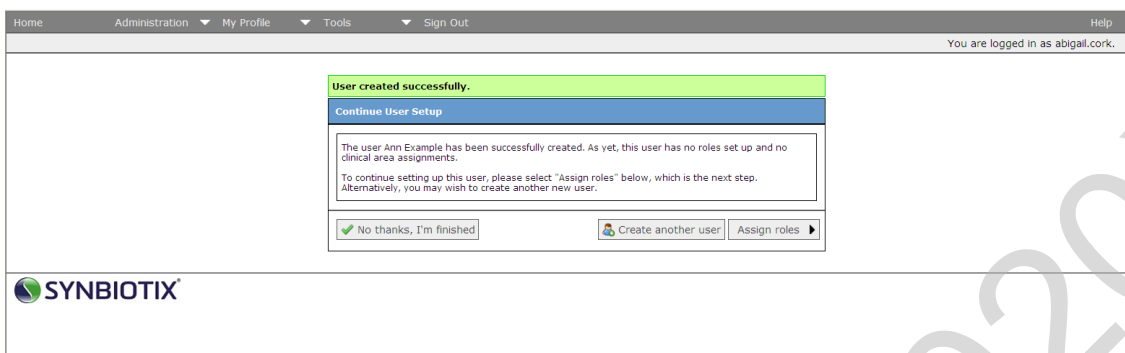 Home Administration My Profile Tools Sign Out Help
You are logged in as abigail.cork.
User created successfully.
Continue User Setup
The user Ann Example has been successfully created. As yet, this user has no roles set up and no
clinical area assignments.
To continue setting up this user, please select "Assign roles" below, which is the next step.
Alternatively, you may wish to create another new user.
No thanks, I'm finished Create another user Assign roles
SYNBIOTIX